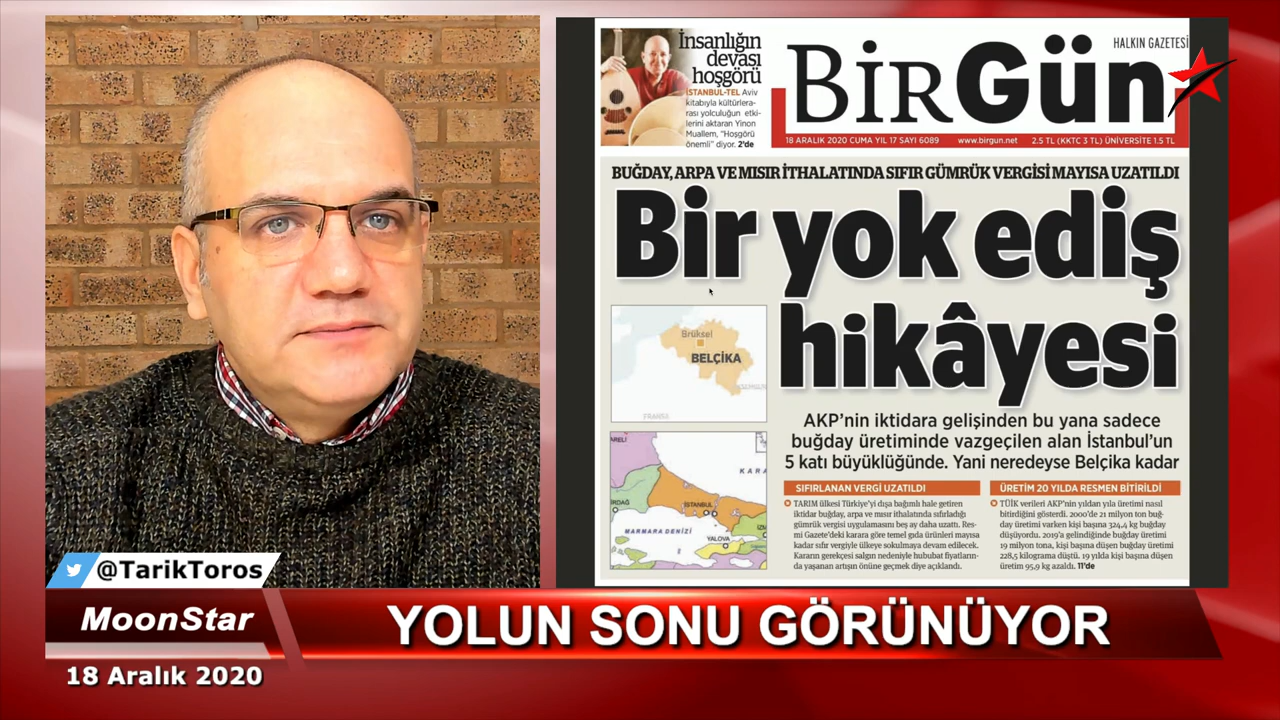 İnsanlığın
devası
hoşgörü
İSTANBUL-TEL Aviv
kitabıyla kültürlera-
rası yolculuğun etki-
lerini aktaran Yinon
Muallem, "Hoşgörü
önemli" diyor. 2'de
HALKIN GAZETESİ
BİRGün
18 ARALIK 2020 CUMA YIL 17 SAYI 6089 www.birgun.net 2.5 TL (KKTC 3 TL) ÜNİVERSİTE 1.5 TL
BUĞDAY, ARPA VE MISIR İTHALATINDA SIFIR GÜMRÜK VERGİSİ MAYISA UZATILDI
Bir yok ediş
hikâyesi
Brüksel
BELÇİKA
FRANSA
AKP'nin iktidara gelişinden bu yana sadece
buğday üretiminde vazgeçilen alan İstanbul'un
5 katı büyüklüğünde. Yani neredeyse Belçika kadar
KARA
İSTANBUL
MARMARA DENİZİ
YALOVA
SIFIRLANAN VERGİ UZATILDI
TARIM ülkesi Türkiye'yi dışa bağımlı hale getiren
iktidar buğday, arpa ve mısır ithalatında sıfırladığı
gümrük vergisi uygulamasını beş ay daha uzattı. Res-
mi Gazete'deki karara göre temel gıda ürünleri mayısa
kadar sıfır vergiyle ülkeye sokulmaya devam edilecek.
Kararın gerekçesi salgın nedeniyle hububat fiyatların-
da yaşanan artışın önüne geçmek diye açıklandı.
ÜRETİM 20 YILDA RESMEN BİTİRİLDİ
TÜİK verileri AKP'nin yıldan yıla üretimi nasıl
bitirdiğini gösterdi. 2000'de 21 milyon ton buğ-
day üretimi varken kişi başına 324,4 kg buğday
düşüyordu. 2019'a gelindiğinde buğday üretimi
19 milyon tona, kişi başına düşen buğday üretimi
228,5 kilograma düştü. 19 yılda kişi başına düşen
üretim 95,9 kg azaldı. 11'de
@TarikToros
MoonStar
YOLUN SONU GÖRÜNÜYOR
18 Aralık 2020